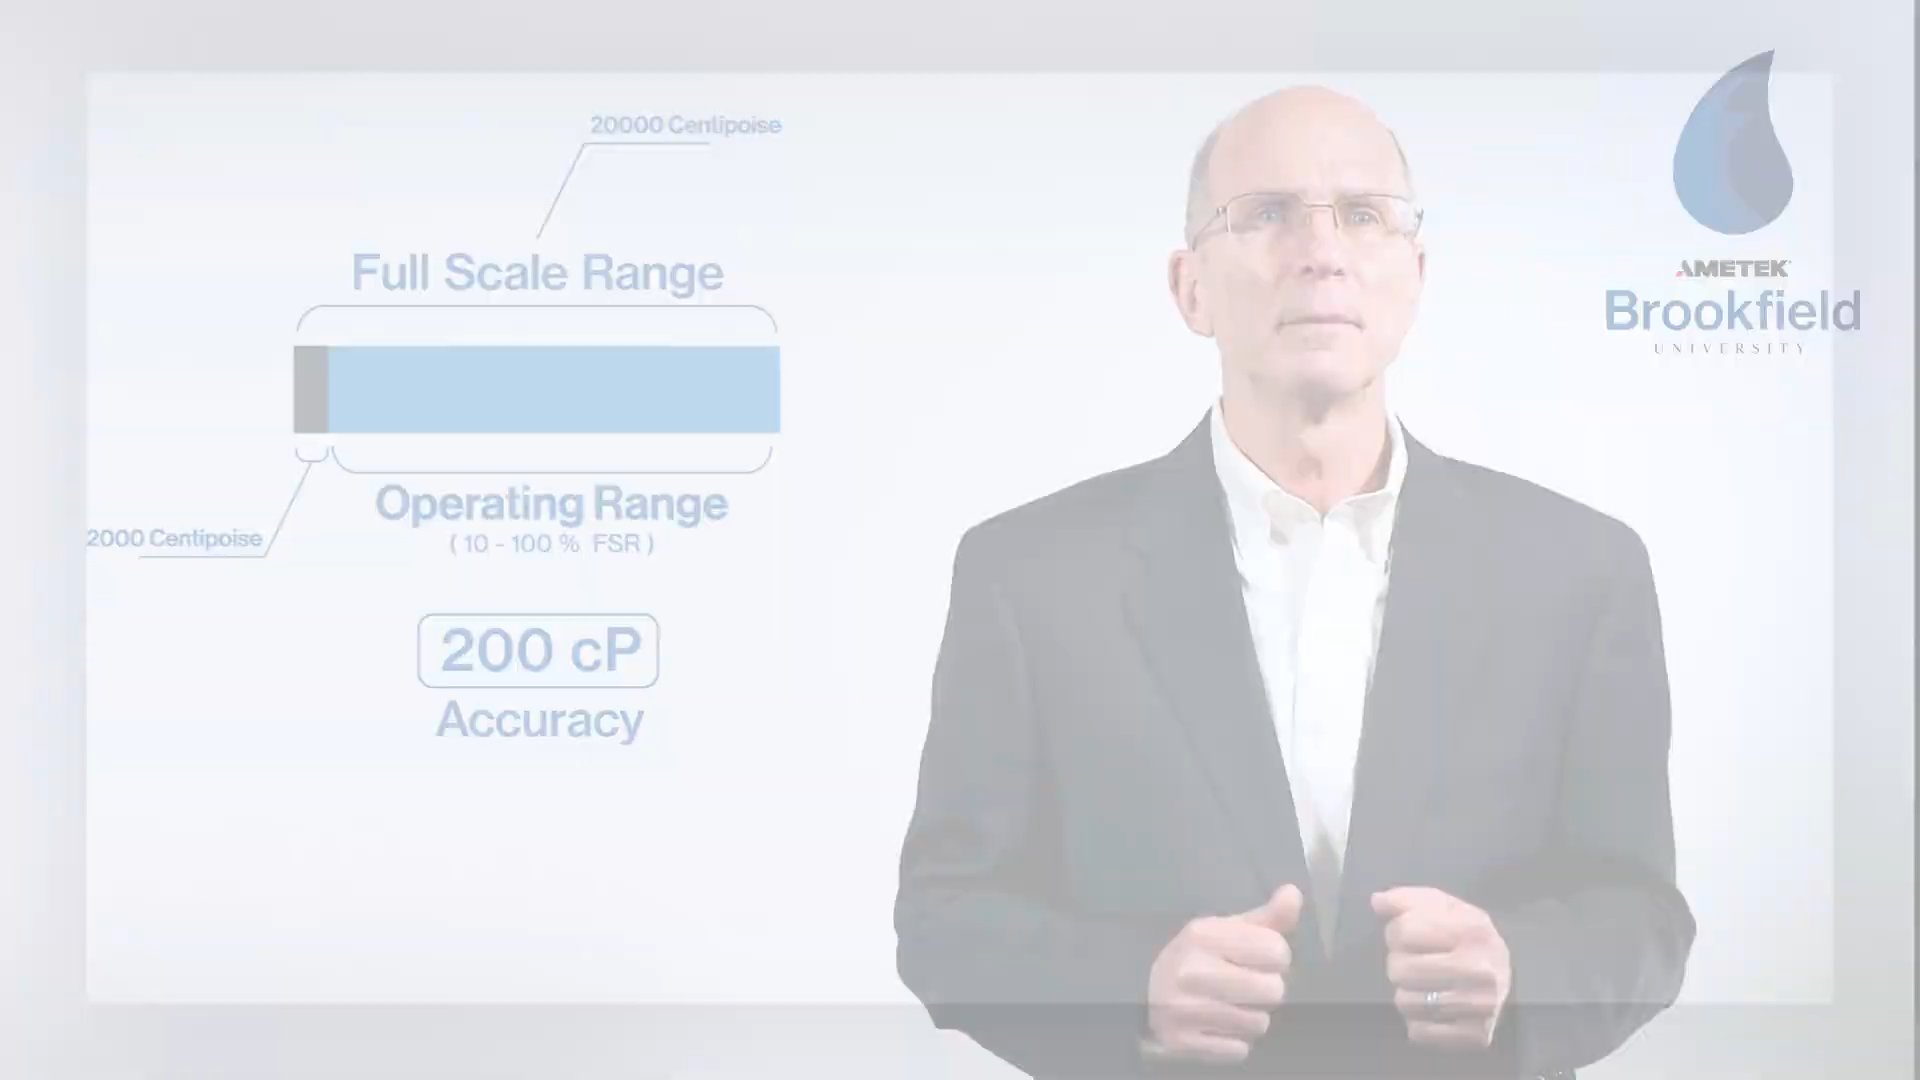 20000 Centipoise
Full Scale Range
Operating Range
( 10 - 100 % FSR )
2000 Centipoise
200 cP
Accuracy
AMETEK
Brookfield
UNIVERSITY